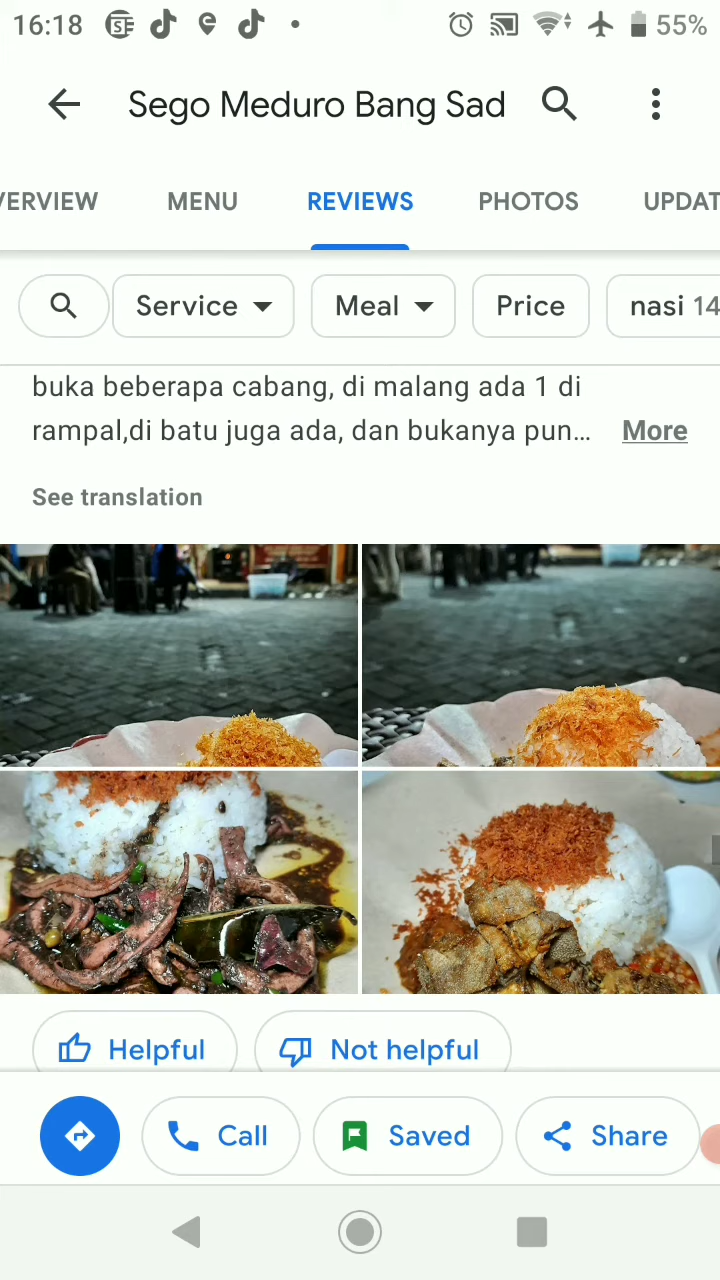 16:18 55%
Sego Meduro Bang Sad
VERVIEW MENU REVIEWS PHOTOS UPDAT
Service Meal Price nasi 14
buka beberapa cabang, di malang ada 1 di
rampal,di batu juga ada, dan bukanya pun... More
See translation
Helpful Not helpful
Call Saved Share